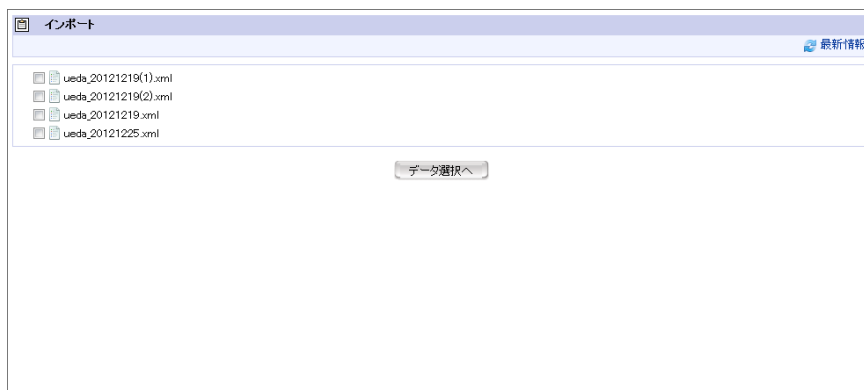 インポート
最新情報
ueda_20121219(1).xml
ueda_20121219(2).xml
ueda_20121219.xml
ueda_20121225.xml
データ選択へ